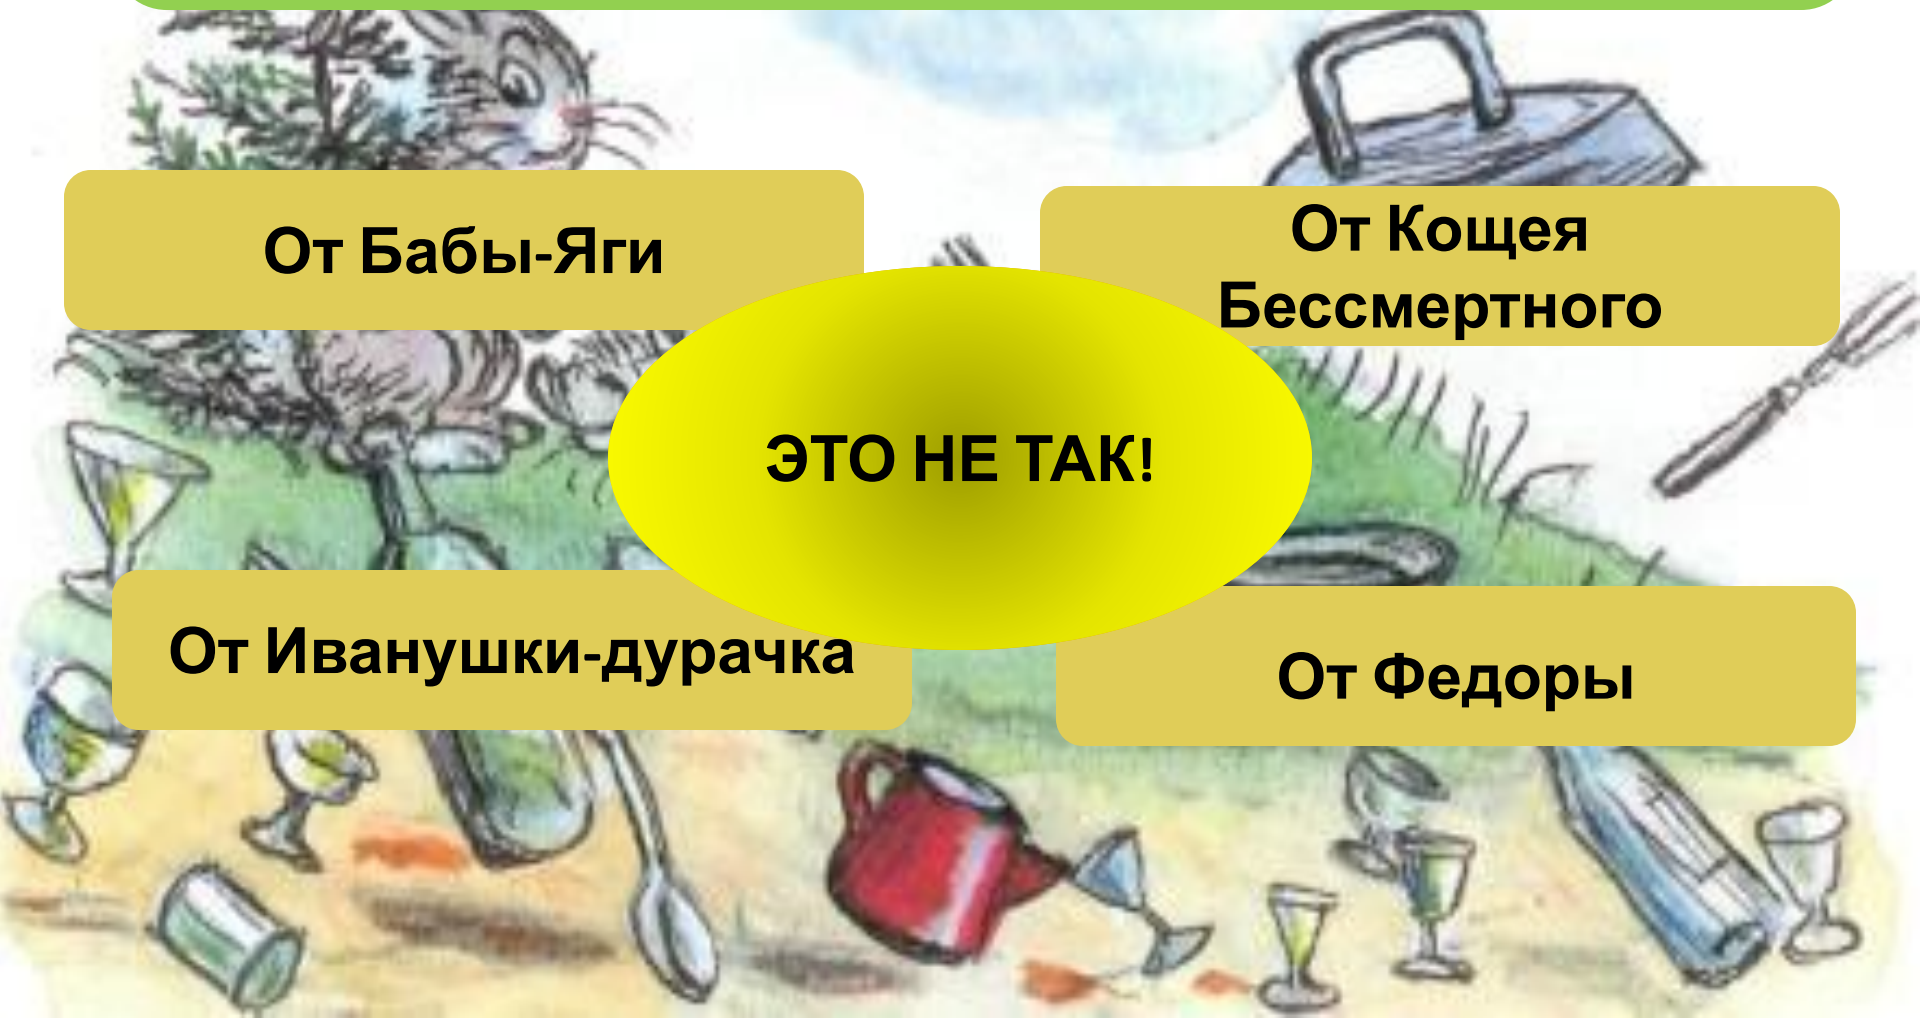 От Бабы-Яги
От Кощея
Бессмертного
ЭТО НЕ ТАК!
От Иванушки-дурачка
От Федоры